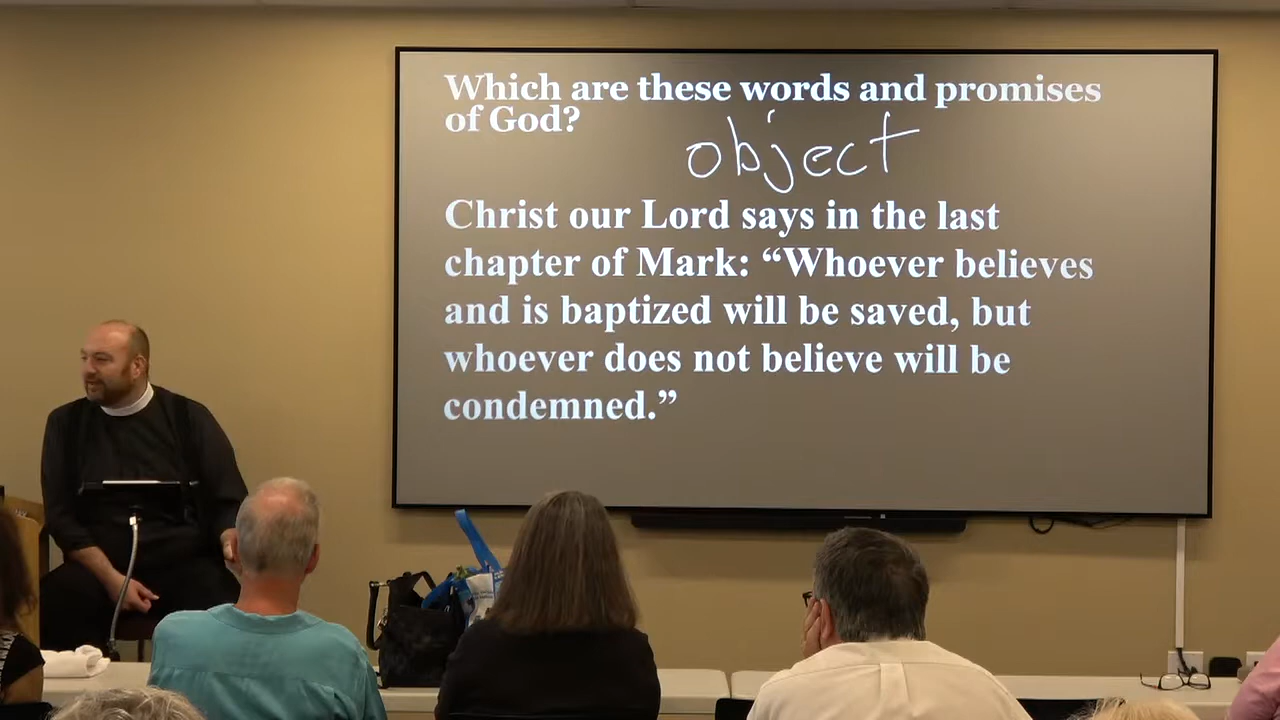 Which are these words and promises
of God?
object
Christ our Lord says in the last
chapter of Mark: “Whoever believes
and is baptized will be saved, but
whoever does not believe will be
condemned.”